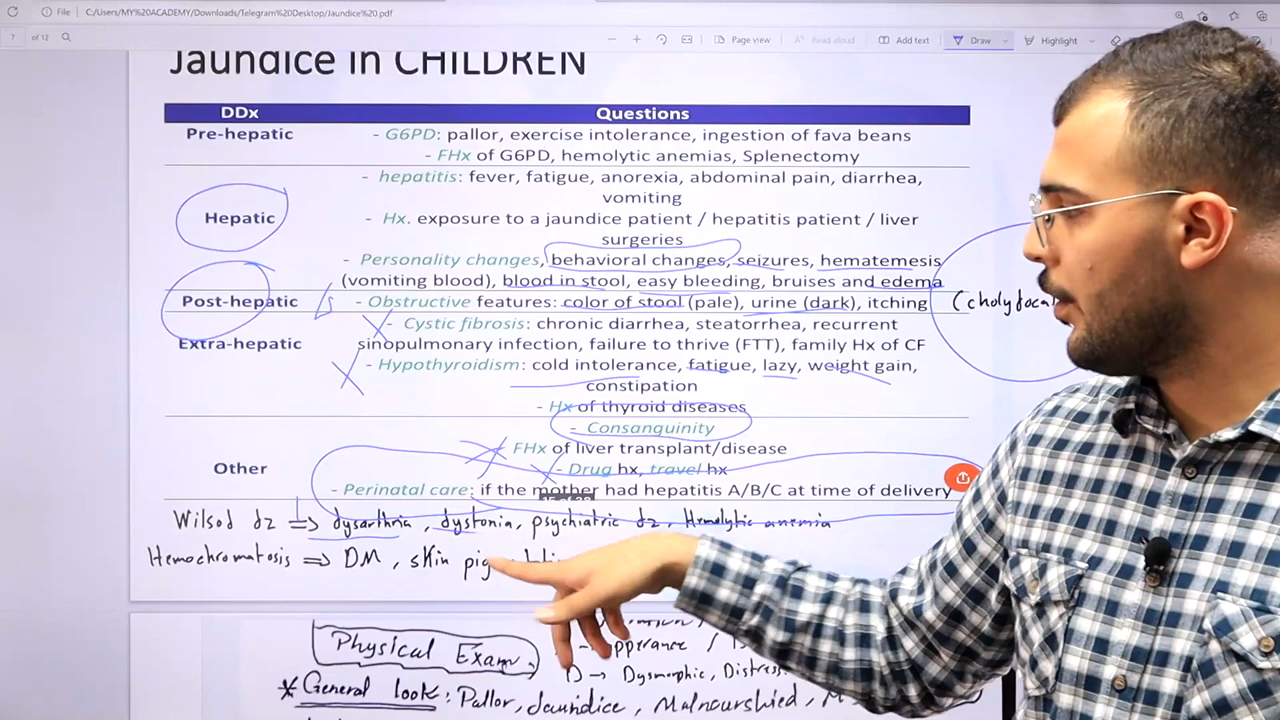 File | C:/Users/MY%20ACADEMY/Downloads/Telegram%20Desktop/Jaundice%20.pdf
7 of 12
Page view
Read aloud
Add text
Draw
Highlight
Jaundice in CHILDREN
DDx Questions
Pre-hepatic - G6PD: pallor, exercise intolerance, ingestion of fava beans
- FHx of G6PD, hemolytic anemias, Splenectomy
- hepatitis: fever, fatigue, anorexia, abdominal pain, diarrhea,
vomiting
Hepatic - Hx. exposure to a jaundice patient / hepatitis patient / liver
surgeries
- Personality changes, behavioral changes, seizures, hematemesis
(vomiting blood), blood in stool, easy bleeding, bruises and edema
Post-hepatic - Obstructive features: color of stool (pale), urine (dark), itching
- Cystic fibrosis: chronic diarrhea, steatorrhea, recurrent
Extra-hepatic sinopulmonary infection, failure to thrive (FTT), family Hx of CF
- Hypothyroidism: cold intolerance, fatigue, lazy, weight gain,
constipation
- Hx of thyroid diseases
- Consanguinity
FHx of liver transplant/disease
Other - Drug hx, travel hx
- Perinatal care: if the mother had hepatitis A/B/C at time of delivery
Wilsod dz => dysarthria, dystonia, psychiatric dz, Hemolytic anemia
Hemochromatosis => DM, skin
Physical Exam
D -> Dysmorphic, Distress
* General look: Pallor, Jaundice, Malnourshied,